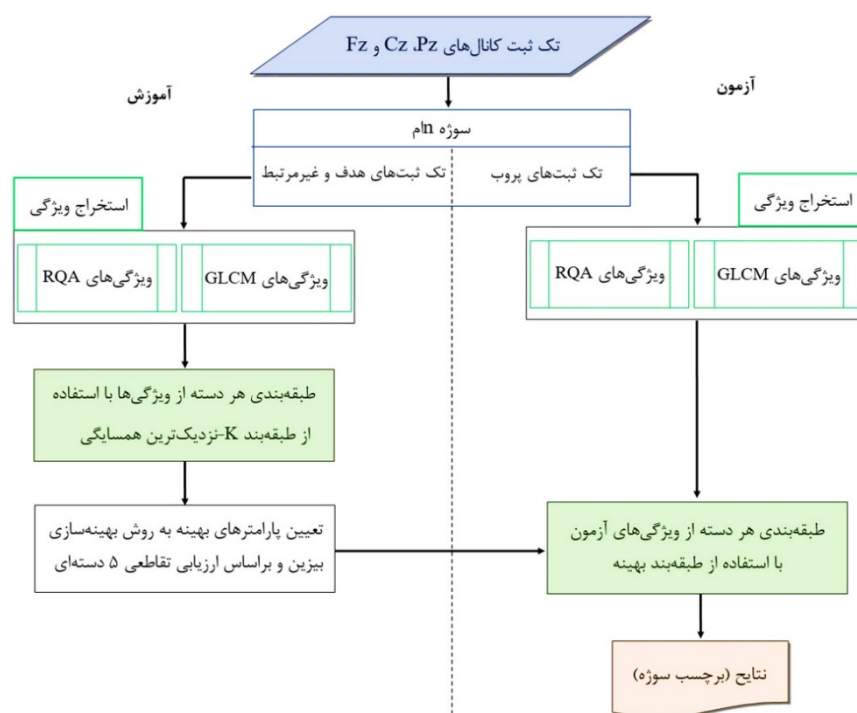 تک ثبت کانال‌های Cz ،Pz و Fz
آزمون
آموزش
سوژه nام
تک ثبت‌های پروب
تک ثبت‌های هدف و غیرمرتبط
استخراج ویژگی
ویژگی‌های GLCM
ویژگی‌های RQA
استخراج ویژگی
ویژگی‌های GLCM
ویژگی‌های RQA
طبقه‌بندی هر دسته از ویژگی‌ها با استفاده
از طبقه‌بند K-نزدیک‌ترین همسایگی
تعیین پارامترهای بهینه به روش بهینه‌سازی
بیزین و براساس ارزیابی تقاطعی ۵ دسته‌ای
طبقه‌بندی هر دسته از ویژگی‌های آزمون
با استفاده از طبقه‌بند بهینه
نتایج (برچسب سوژه)